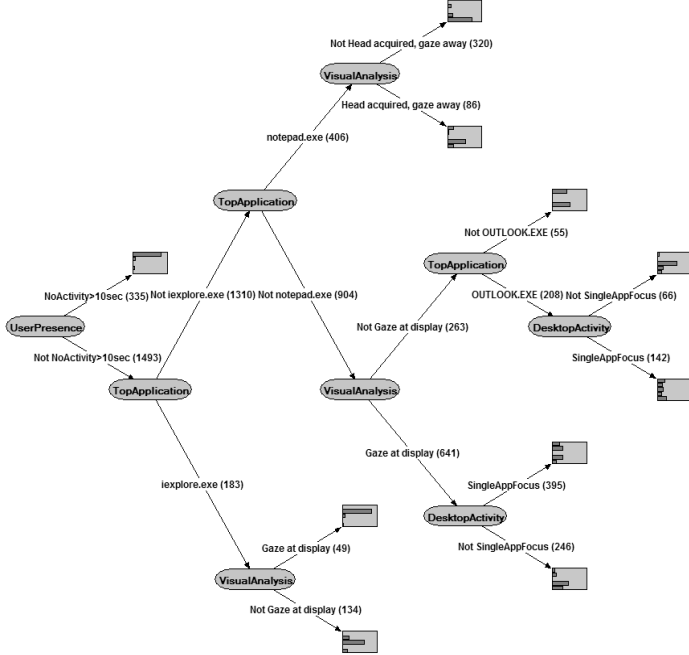 Not Head acquired, gaze away (320)
VisualAnalysis
Head acquired, gaze away (86)
notepad.exe (406)
TopApplication
Not OUTLOOK.EXE (55)
TopApplication
NoActivity>10sec (335)
Not iexplore.exe (1310)
Not notepad.exe (904)
OUTLOOK.EXE (208)
Not SingleAppFocus (66)
UserPresence
Not Gaze at display (263)
DesktopActivity
Not NoActivity>10sec (1493)
SingleAppFocus (142)
TopApplication
VisualAnalysis
Gaze at display (641)
iexplore.exe (183)
SingleAppFocus (395)
DesktopActivity
Gaze at display (49)
Not SingleAppFocus (246)
VisualAnalysis
Not Gaze at display (134)